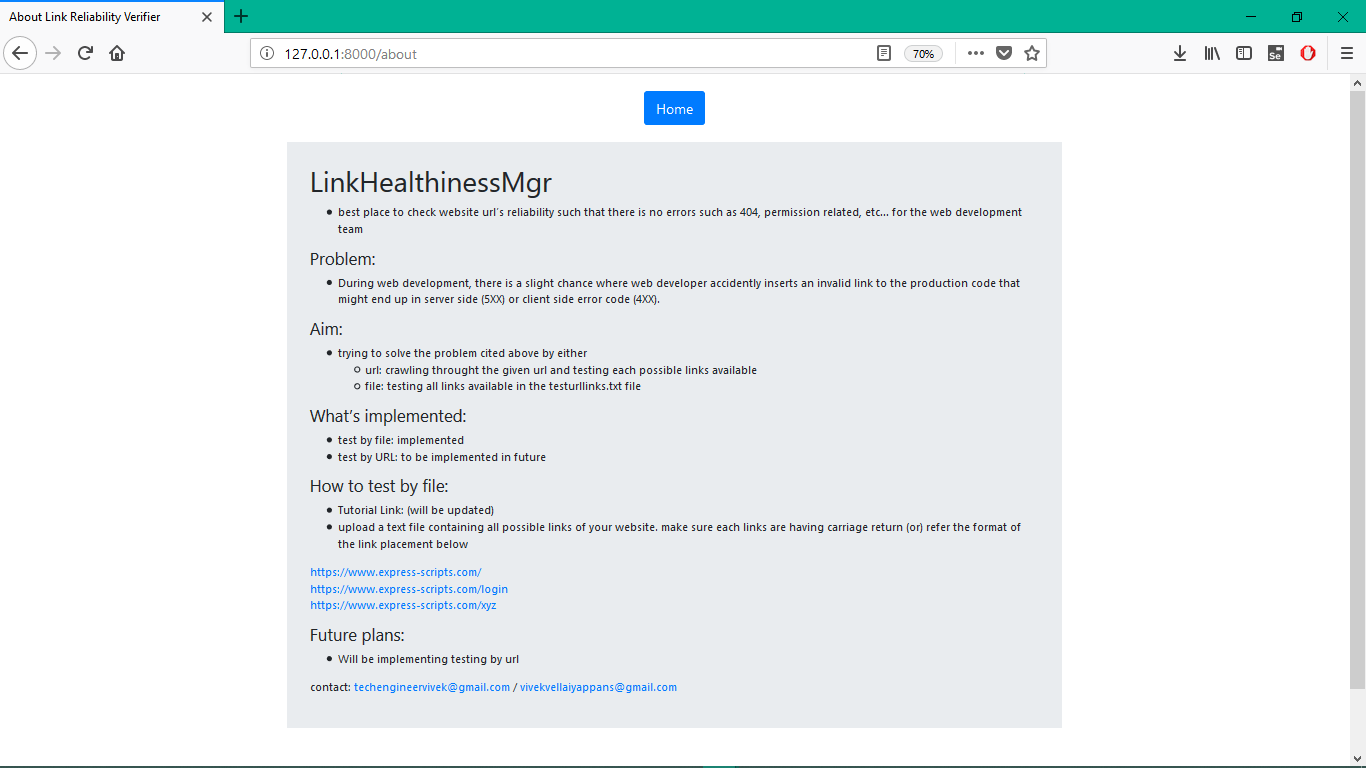 About Link Reliability Verifier
127.0.0.1:8000/about
70%
Se
Home
LinkHealthinessMgr
best place to check website url's reliability such that there is no errors such as 404, permission related, etc... for the web development
team
Problem:
During web development, there is a slight chance where web developer accidently inserts an invalid link to the production code that
might end up in server side (5XX) or client side error code (4XX).
Aim:
trying to solve the problem cited above by either
url: crawling throught the given url and testing each possible links available
file: testing all links available in the testurllinks.txt file
What's implemented:
test by file: implemented
test by URL: to be implemented in future
How to test by file:
Tutorial Link: (will be updated)
upload a text file containing all possible links of your website. make sure each links are having carriage return (or) refer the format of
the link placement below
https://www.express-scripts.com/
https://www.express-scripts.com/login
https://www.express-scripts.com/xyz
Future plans:
Will be implementing testing by url
contact: techengineervivek@gmail.com / vivekvellaiyappans@gmail.com